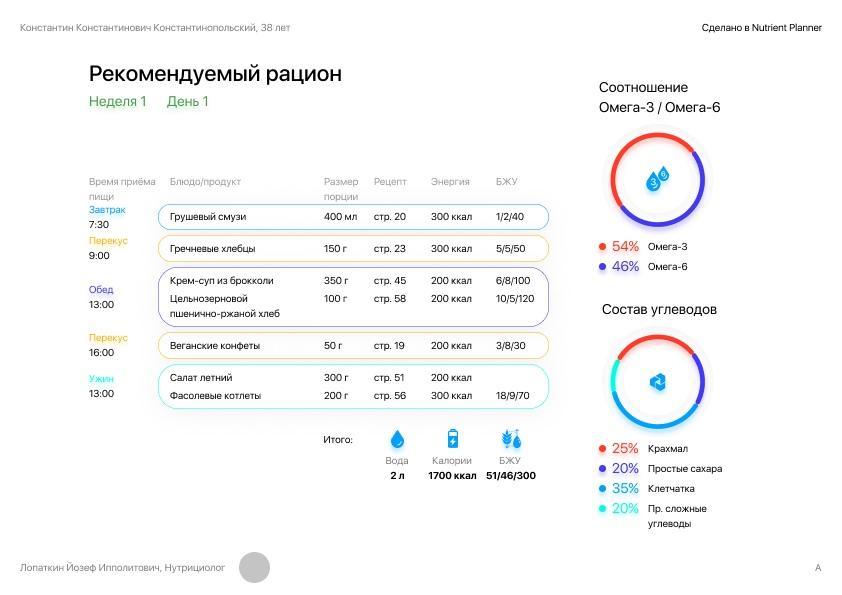 Константин Константинович Константинопольский, 38 лет
Сделано в Nutrient Planner
Рекомендуемый рацион
Неделя 1 День 1
Время приёма пищи Блюдо/продукт Размер порции Рецепт Энергия БЖУ
Завтрак
7:30
Грушевый смузи 400 мл стр. 20 300 ккал 1/2/40
Перекус
9:00
Гречневые хлебцы 150 г стр. 23 300 ккал 5/5/50
Обед
13:00
Крем-суп из брокколи 350 г стр. 45 200 ккал 6/8/100
Цельнозерновой 100 г стр. 58 200 ккал 10/5/120
пшенично-ржаной хлеб
Перекус
16:00
Веганские конфеты 50 г стр. 19 200 ккал 3/8/30
Ужин
13:00
Салат летний 300 г стр. 51 200 ккал
Фасолевые котлеты 200 г стр. 56 300 ккал 18/9/70
Итого:
Вода Калории БЖУ
2 л 1700 ккал 51/46/300
Соотношение
Омега-3 / Омега-6
3 6
54% Омега-3
46% Омега-6
Состав углеводов
25% Крахмал
20% Простые сахара
35% Клетчатка
20% Пр. сложные
углеводы
Лопаткин Йозеф Ипполитович, Нутрициолог
А